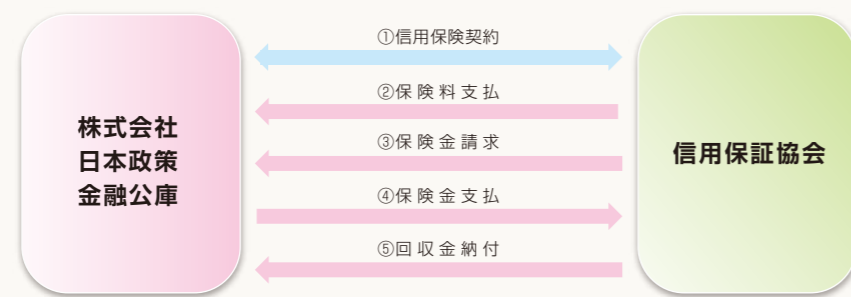 株式会社
日本政策
金融公庫
①信用保険契約
②保険料支払
③保険金請求
④保険金支払
⑤回収金納付
信用保証協会